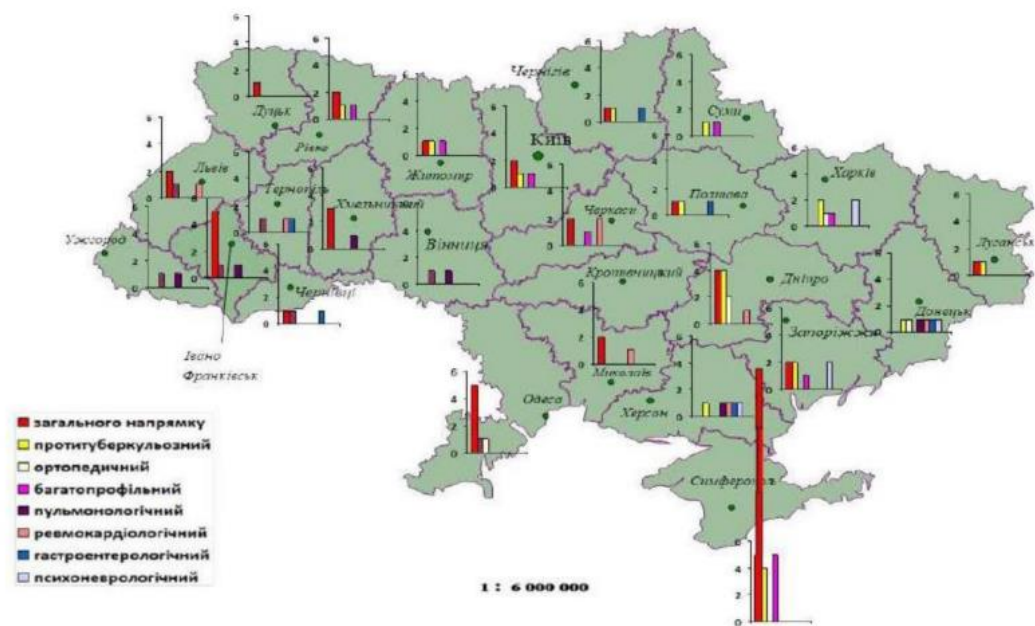 Чернігів
Суми
Луцьк
Рівне
Київ
Житомир
Львів
Тернопіль
Хмельницький
Полтава
Харків
Черкаси
Ужгород
Вінниця
Луганськ
Кропивницький
Дніпро
Чернівці
Донецьк
Запоріжжя
Івано
Франківськ
Миколаїв
Одеса
Херсон
Симферополь
загального напрямку
протитуберкульозний
ортопедичний
багатопрофільний
пульмонологічний
ревмокардіологічний
гастроентерологічний
психоневрологічний
1 : 6 000 000